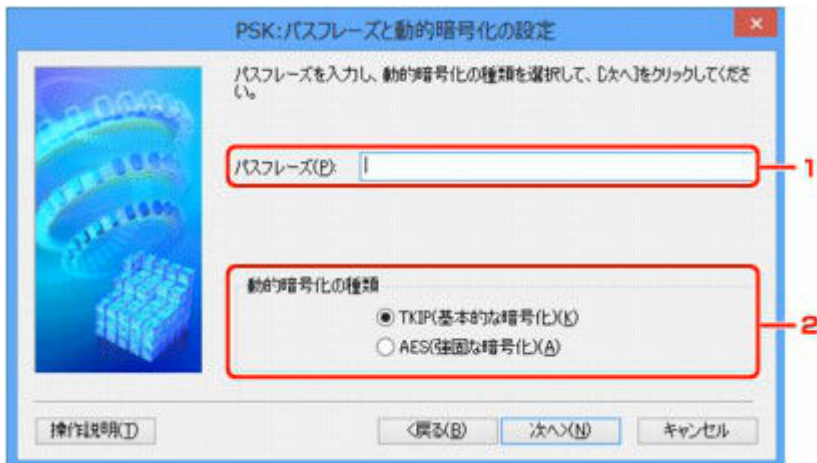 PSK:パスフレーズと動的暗号化の設定
パスフレーズを入力し、動的暗号化の種類を選択して、[次へ]をクリックしてくださ
い。
パスフレーズ(P):
1
動的暗号化の種類
TKIP(基本的な暗号化)(K)
AES(強固な暗号化)(A)
2
操作説明(T)
<戻る(B)
次へ>(N)
キャンセル